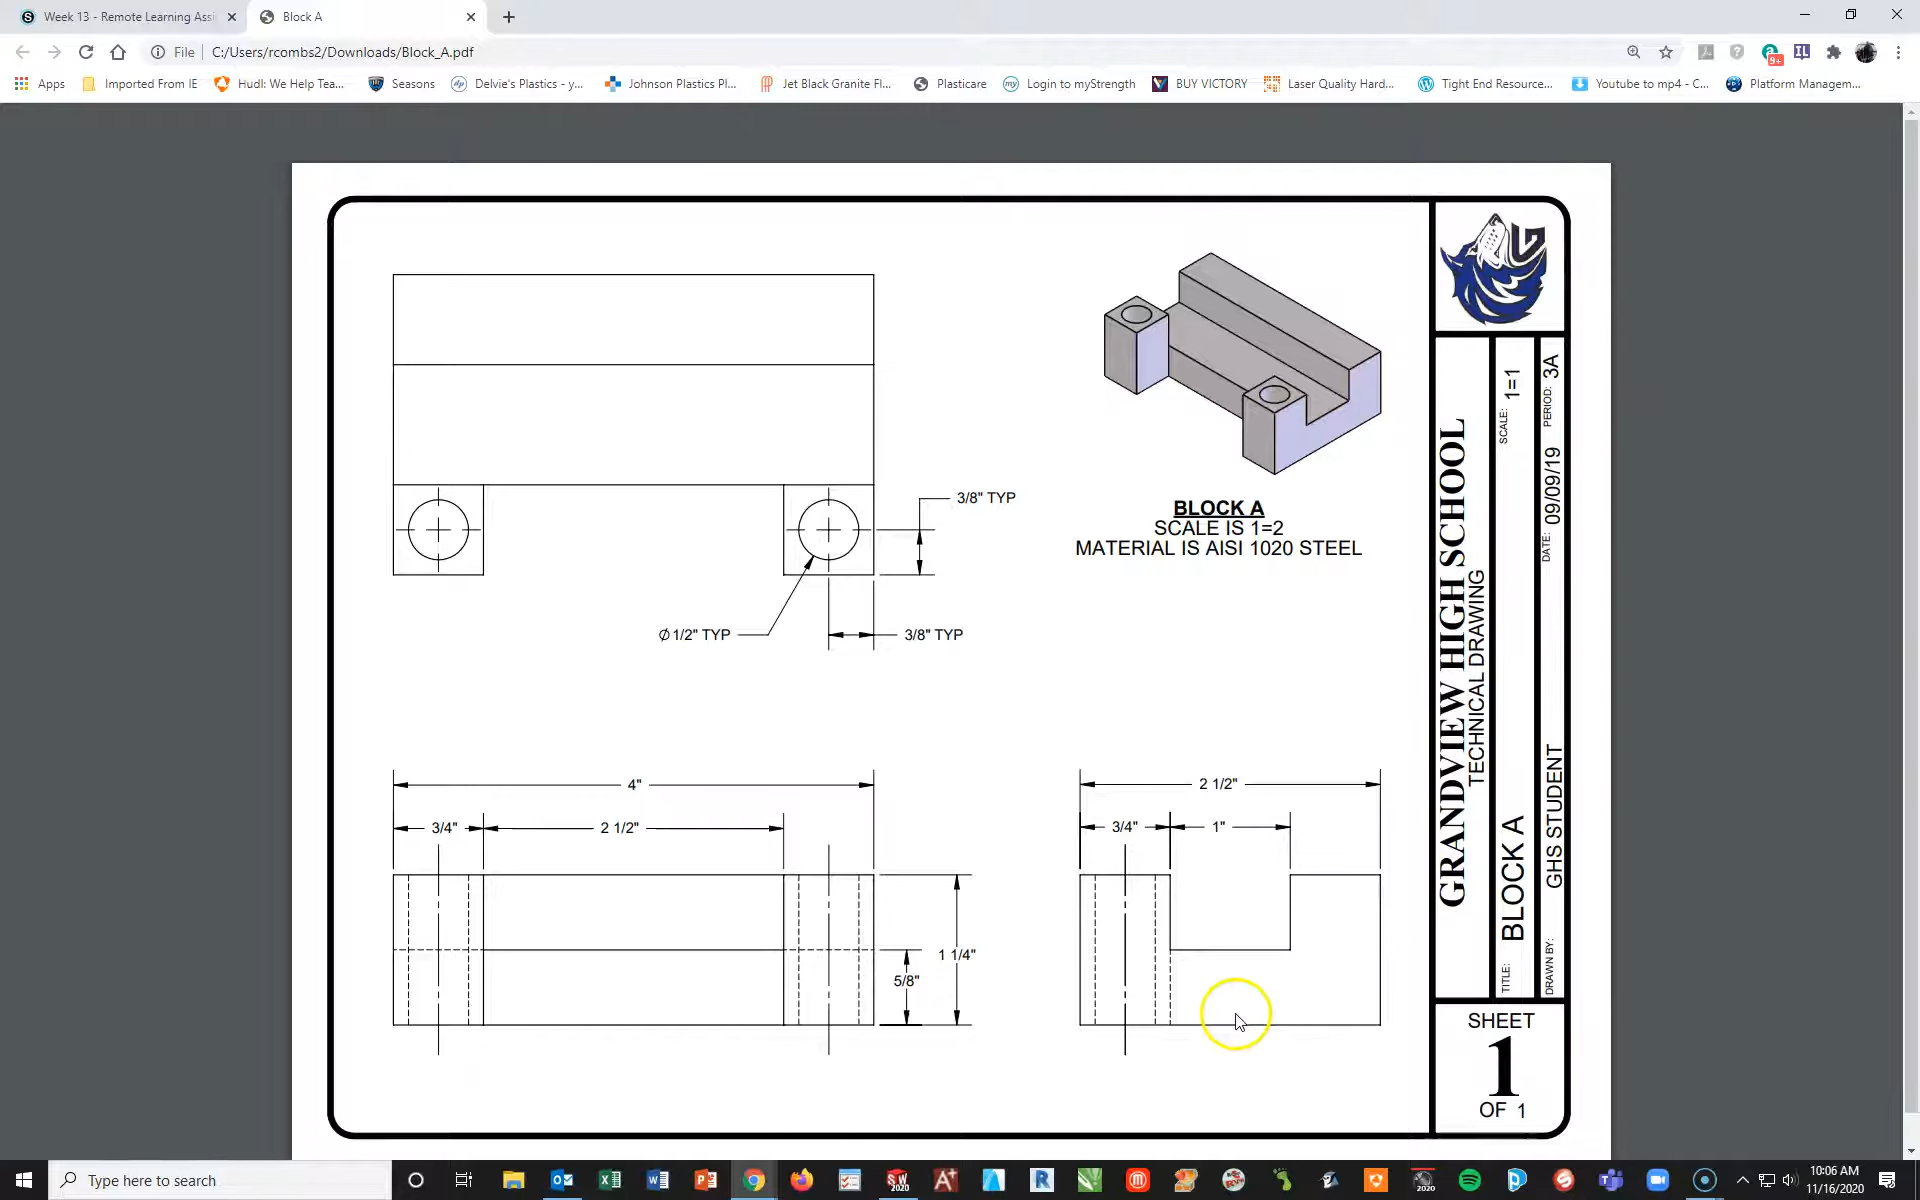 Week 13 - Remote Learning Assi
Block A
File
C:/Users/rcombs2/Downloads/Block_A.pdf
9+
IL
Apps
Imported From IE
Hudl: We Help Tea...
Seasons
Delvie's Plastics - y...
Johnson Plastics Pl...
Jet Black Granite Fl...
Plasticare
my
Login to myStrength
BUY VICTORY
Laser Quality Hard...
Tight End Resource...
Youtube to mp4 - C...
Platform Managem...
3/8" TYP
Ø1/2" TYP
3/8" TYP
BLOCK A
SCALE IS 1=2
MATERIAL IS AISI 1020 STEEL
4"
3/4"
2 1/2"
1 1/4"
5/8"
2 1/2"
3/4"
1"
GRANDVIEW HIGH SCHOOL
TECHNICAL DRAWING
TITLE: BLOCK A
SCALE: 1=1
DRAWN BY: GHS STUDENT
DATE: 09/09/19
PERIOD: 3A
SHEET
1
OF 1
Type here to search
10:06 AM
11/16/2020